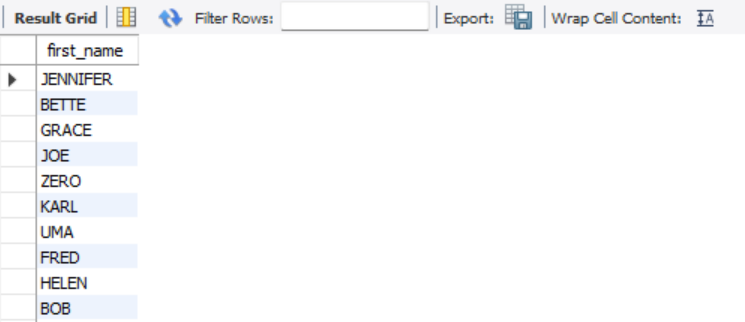 Result Grid Filter Rows: Export: Wrap Cell Content: IA
first_name
JENNIFER
BETTE
GRACE
JOE
ZERO
KARL
UMA
FRED
HELEN
BOB